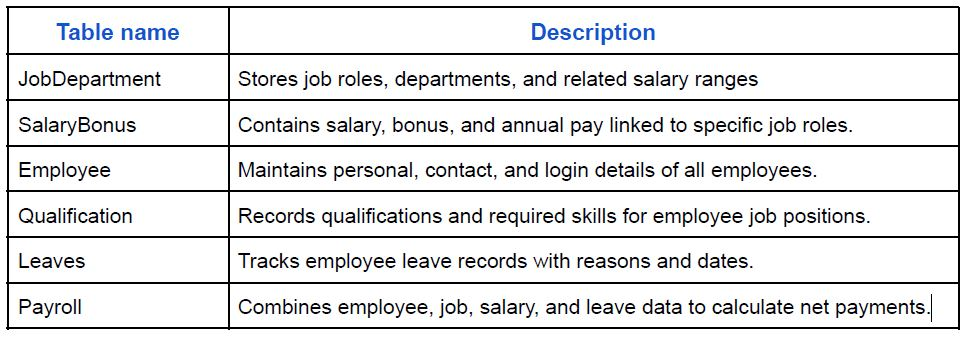 Table name Description
JobDepartment Stores job roles, departments, and related salary ranges
SalaryBonus Contains salary, bonus, and annual pay linked to specific job roles.
Employee Maintains personal, contact, and login details of all employees.
Qualification Records qualifications and required skills for employee job positions.
Leaves Tracks employee leave records with reasons and dates.
Payroll Combines employee, job, salary, and leave data to calculate net payments.